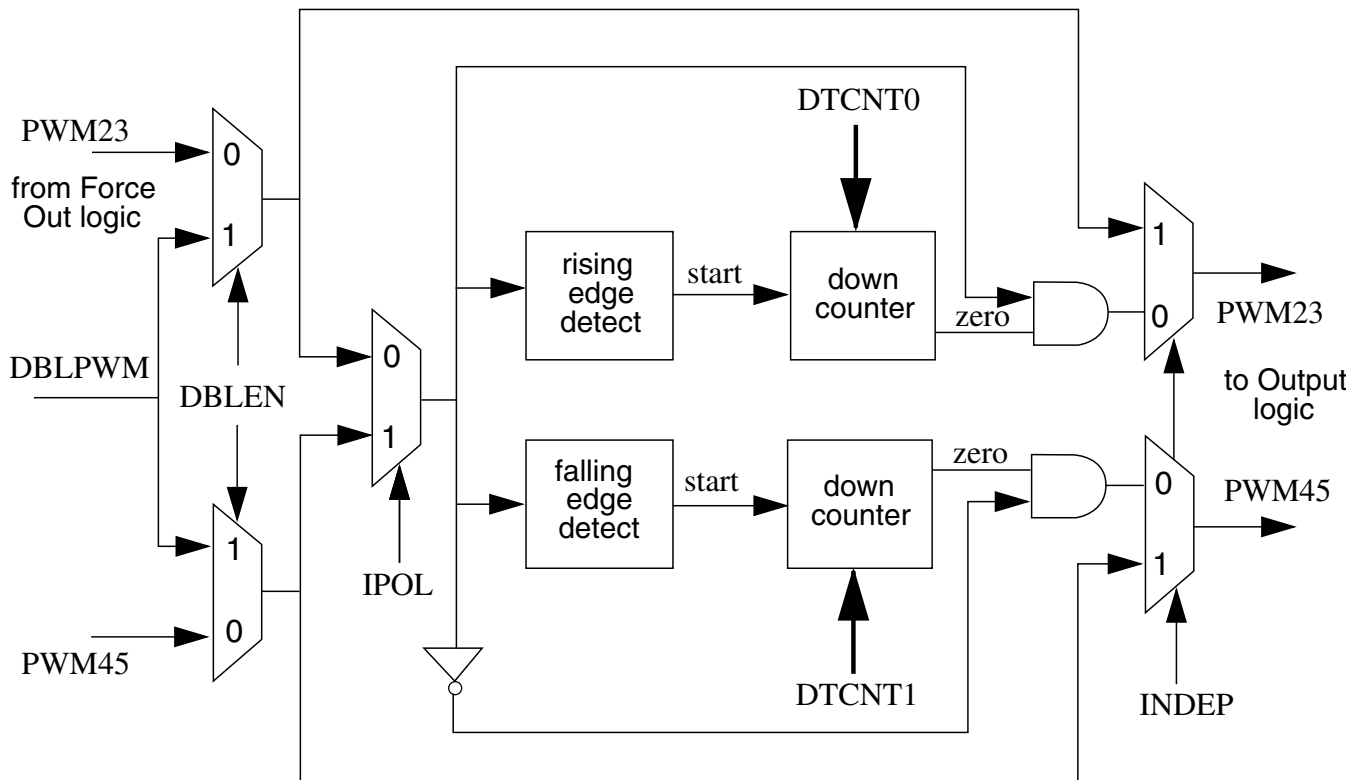 DTCNT0
PWM23
0
from Force
Out logic
1
rising
edge
detect
start
down
counter
zero
1
0
PWM23
DBLPWM
DBLEN
0
1
to Output
logic
falling
edge
detect
start
down
counter
zero
0
1
PWM45
1
0
PWM45
IPOL
DTCNT1
INDEP